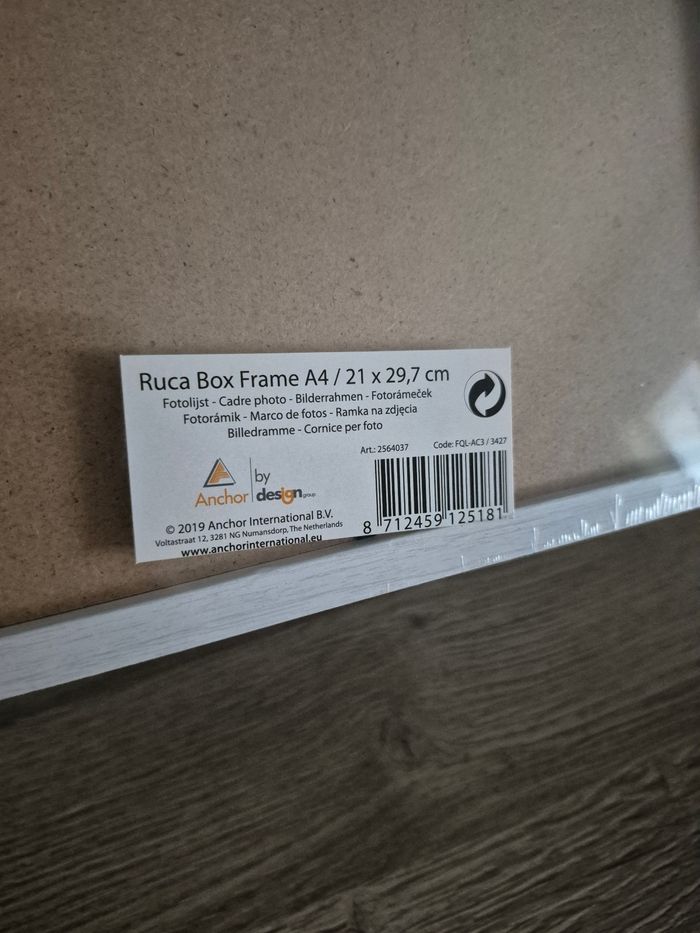 Ruca Box Frame A4 / 21 x 29,7 cm
Fotolijst - Cadre photo - Bilderrahmen - Fotorámeček
Fotorámik - Marco de fotos - Ramka na zdjęcia
Billedramme - Cornice per foto
Art.: 2564037 Code: FQL-AC3 / 3427
Anchor by design group
8 712459 125181
© 2019 Anchor International B.V.
Voltastraat 12, 3281 NG Numansdorp, The Netherlands
www.anchorinternational.eu